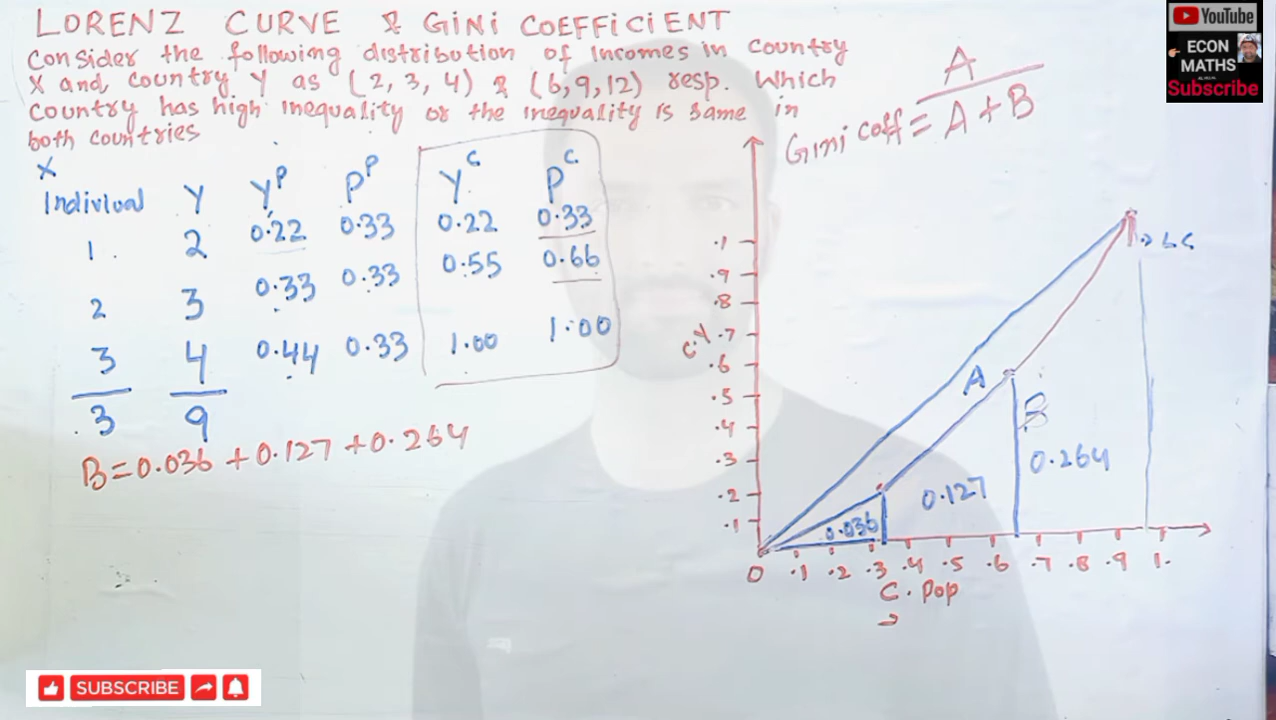 LORENZ CURVE & GINI COEFFICIENT
Consider the following distribution of Incomes in country
X and, country Y as (2, 3, 4) & (6, 9, 12) resp. Which
country has high inequality or the inequality is same in
both countries
X
Y^P P^P Y^C P^C
Y
1. 2 0.22 0.33 0.22 0.33
2 3 0.33 0.33 0.55 0.66
3 4 0.44 0.33 1.00 1.00
3 9
B = 0.036 + 0.127 + 0.264
Gini coff = A / A + B
C.Y
.1
.9
.8
.7
.6
.5
.4
.3
.2
.1
A
B
0.036
0.127
0.264
0 .1 .2 .3 .4 .5 .6 .7 .8 .9 1.
C. Pop
YouTube
ECON
MATHS
Subscribe
SUBSCRIBE